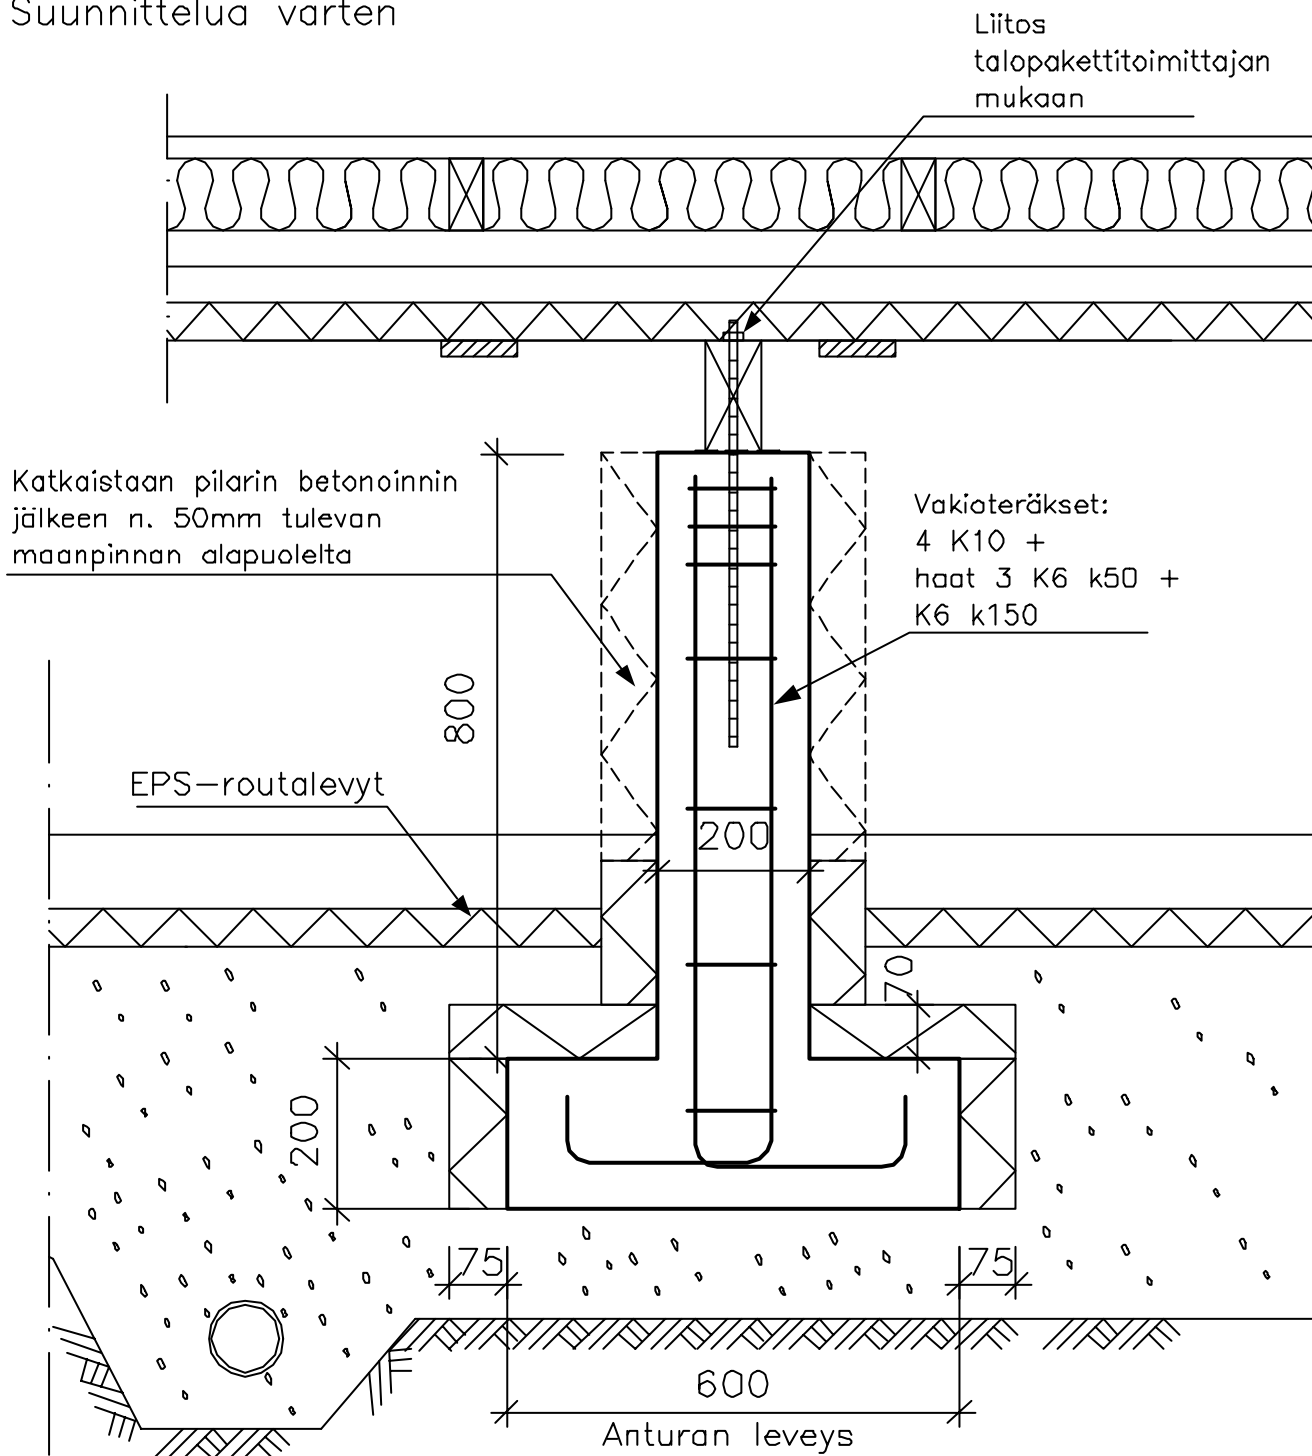 Suunnittelua varten
Liitos
talopakettitoimittajan
mukaan
Katkaistaan pilarin betonoinnin
jälkeen n. 50mm tulevan
maanpinnan alapuolelta
Vakioteräkset:
4 K10 +
haat 3 K6 k50 +
K6 k150
800
EPS-routalevyt
200
70
200
75
75
600
Anturan leveys